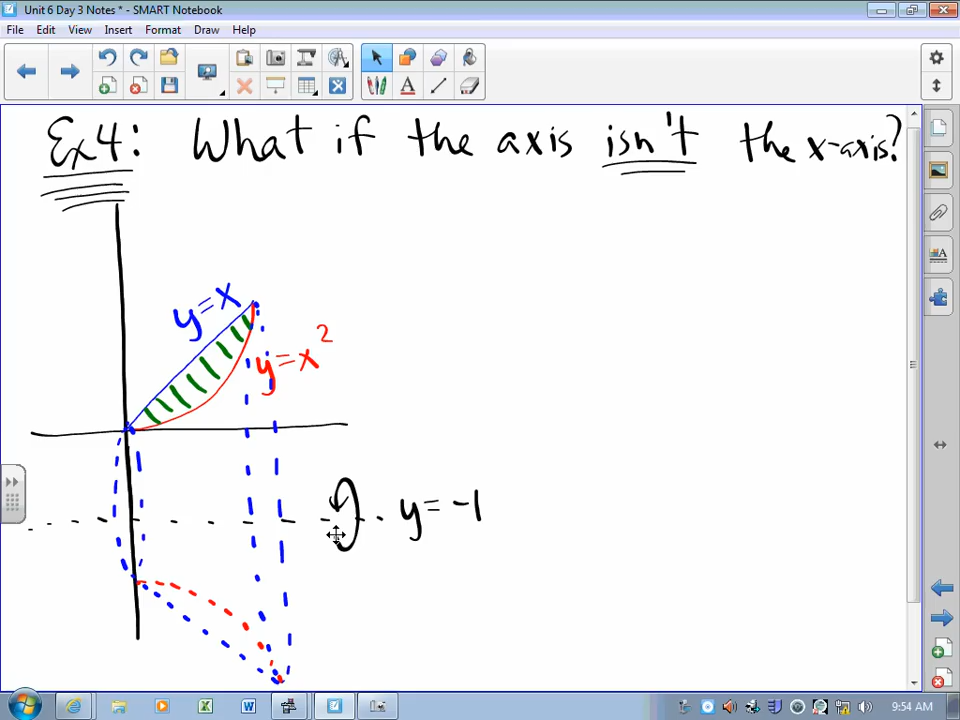 Unit 6 Day 3 Notes * - SMART Notebook
File Edit View Insert Format Draw Help
Ex4: What if the axis isn't the x-axis?
y=x
y=x²
y=-1
9:54 AM